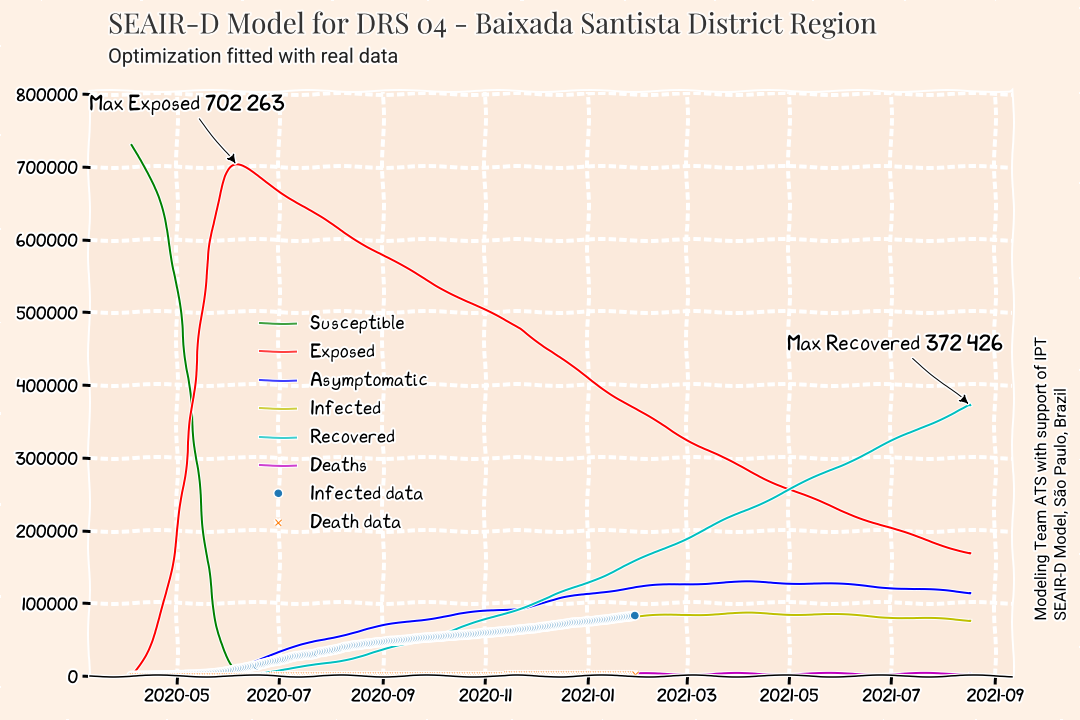 SEAIR-D Model for DRS 04 - Baixada Santista District Region
Optimization fitted with real data
Max Exposed 702 263
800000
700000
600000
500000
400000
300000
200000
100000
0
Susceptible
Exposed
Asymptomatic
Infected
Recovered
Deaths
Infected data
Death data
Max Recovered 372 426
2020-05
2020-07
2020-09
2020-11
2021-01
2021-03
2021-05
2021-07
2021-09
Modeling Team ATS with support of IPT
SEAIR-D Model, São Paulo, Brazil